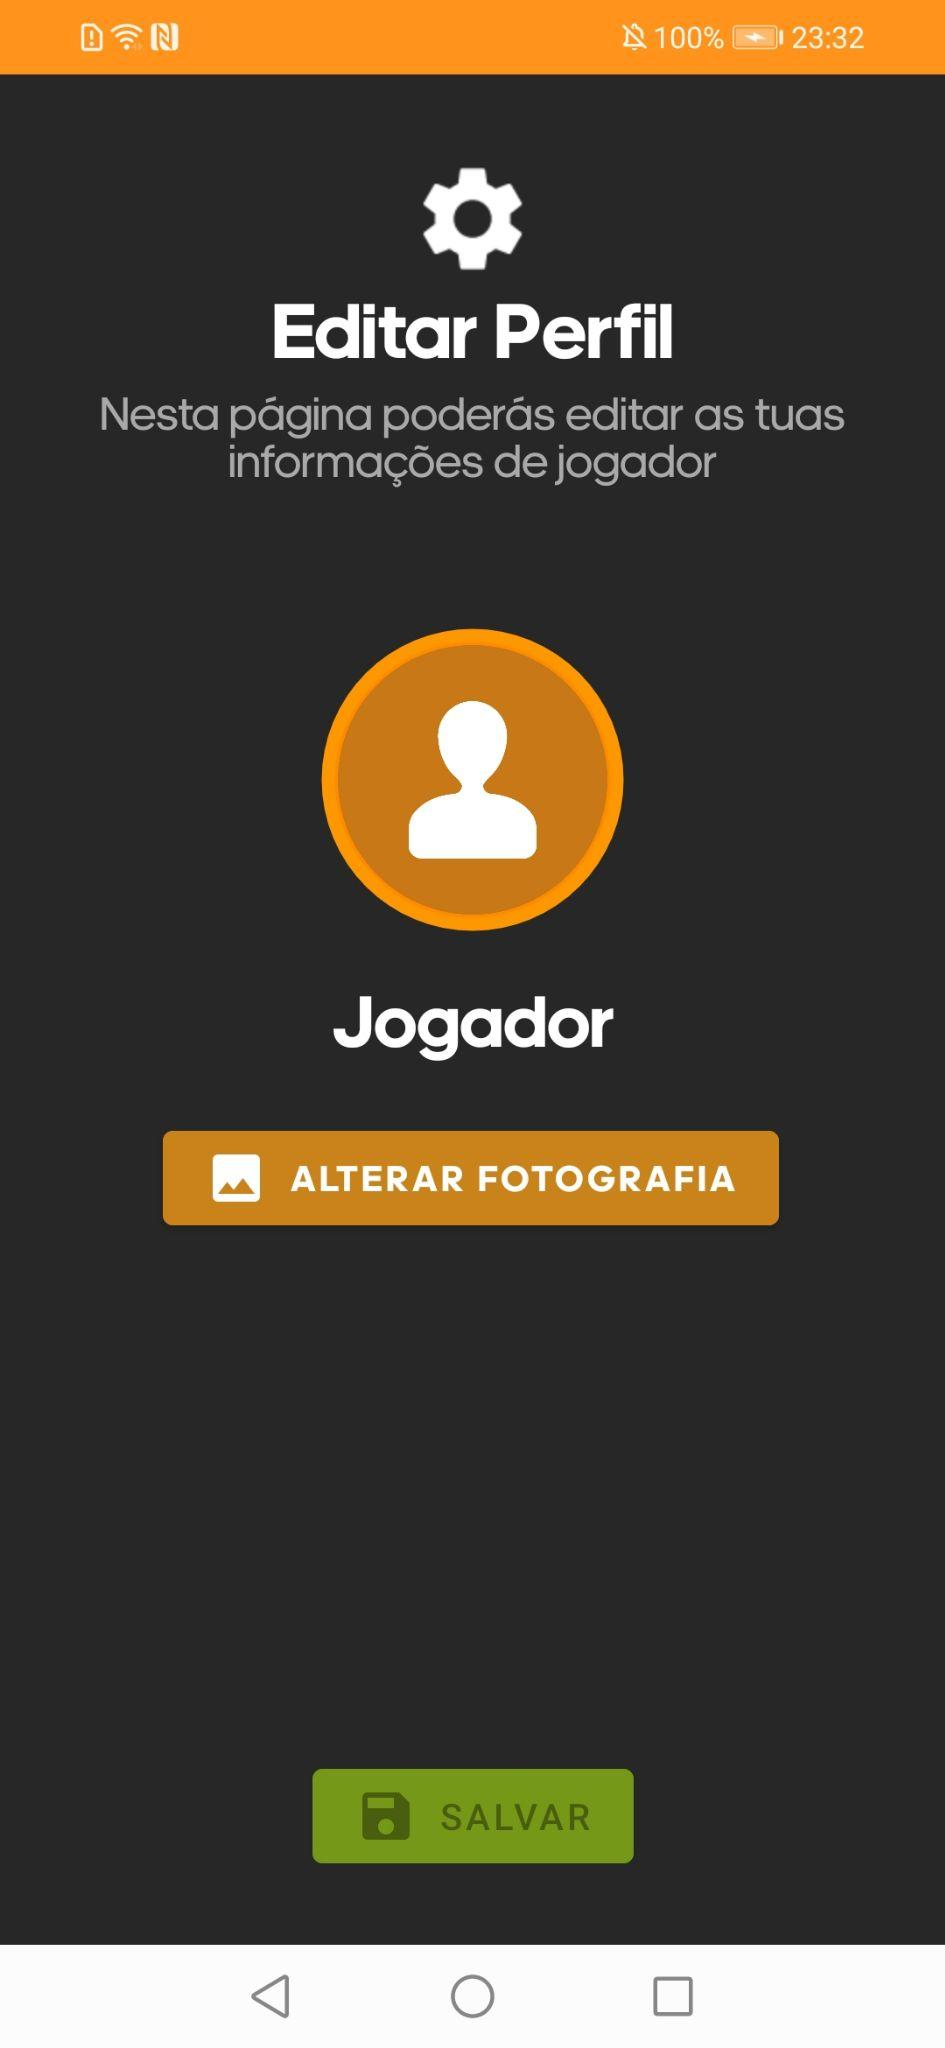 100% 23:32
Editar Perfil
Nesta página poderás editar as tuas
informações de jogador
Jogador
ALTERAR FOTOGRAFIA
SALVAR